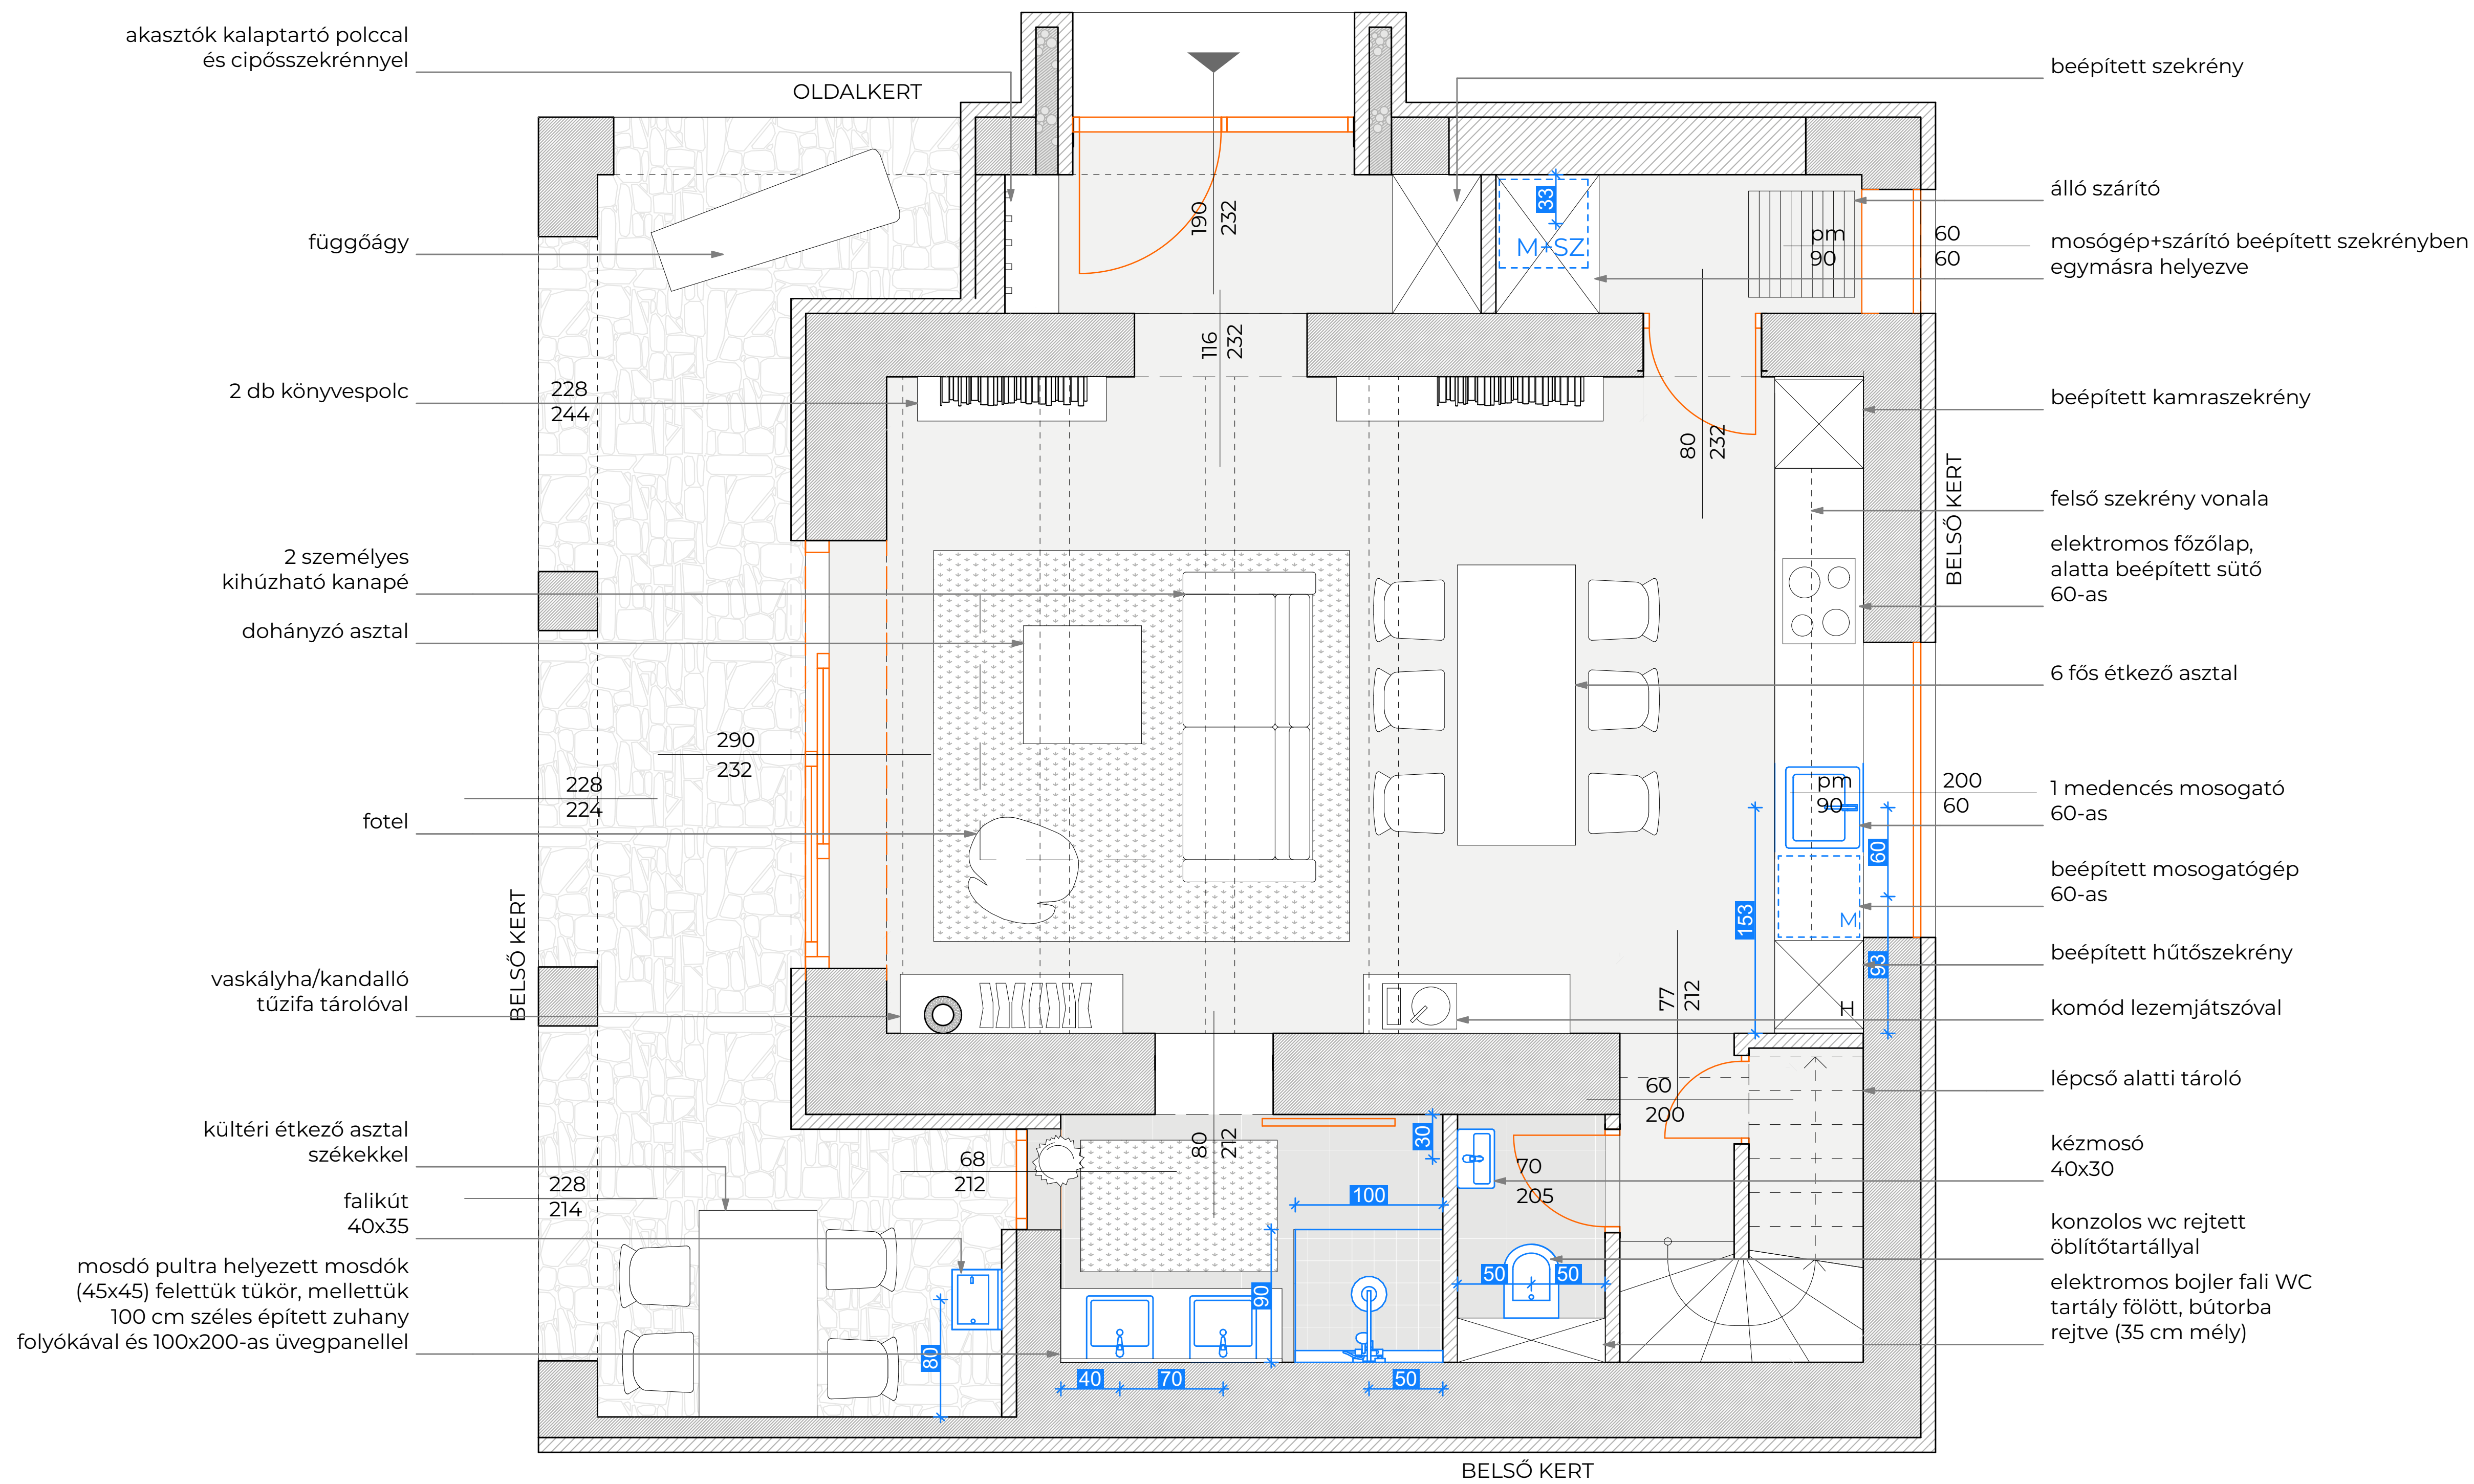 akasztók kalaptartó polccal
és cipősszekrénnyel
OLDALKERT
függőágy
2 db könyvespolc
228
244
2 személyes
kihúzható kanapé
dohányzó asztal
290
232
228
224
fotel
BELSŐ KERT
vaskályha/kandalló
tűzifa tárolóval
kültéri étkező asztal
székekkel
228
214
falikút
40x35
mosdó pultra helyezett mosdók
(45x45) felettük tükör, mellettük
100 cm széles épített zuhany
folyókával és 100x200-as üvegpanellel
190
232
116
232
33
M+SZ
80
232
pm
90
60
60
pm
90
200
60
60
153
M
93
H
77
212
60
200
68
212
80
212
30
70
205
100
90
50
50
80
40
70
50
beépített szekrény
álló szárító
mosógép+szárító beépített szekrényben
egymásra helyezve
beépített kamraszekrény
BELSŐ KERT
felső szekrény vonala
elektromos főzőlap,
alatta beépített sütő
60-as
6 fős étkező asztal
1 medencés mosogató
60-as
beépített mosogatógép
60-as
beépített hűtőszekrény
komód lezemjátszóval
lépcső alatti tároló
kézmosó
40x30
konzolos wc rejtett
öblítőtartállyal
elektromos bojler fali WC
tartály fölött, bútorba
rejtve (35 cm mély)
BELSŐ KERT